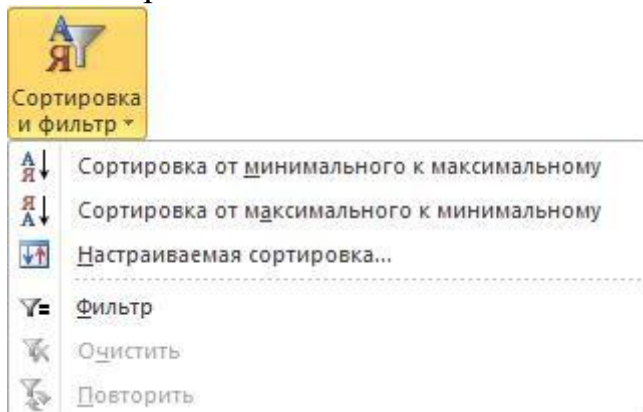 Сортировка
и фильтр
Сортировка от минимального к максимальному
Сортировка от максимального к минимальному
Настраиваемая сортировка...
Фильтр
Очистить
Повторить